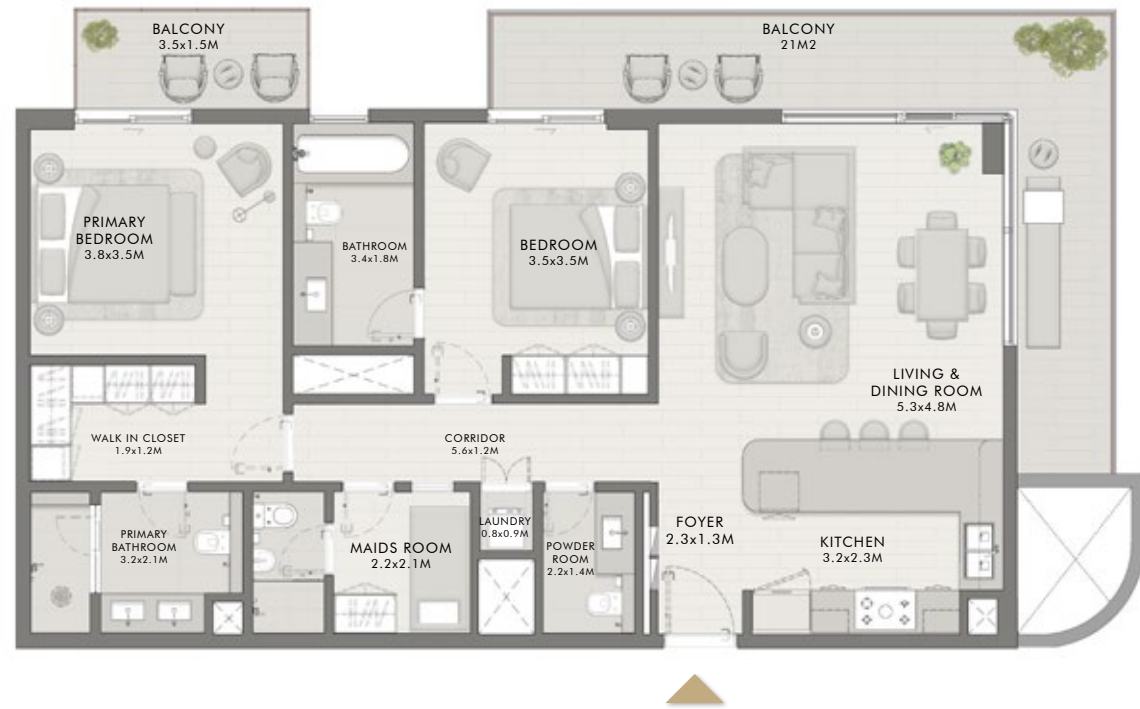 BALCONY
3.5x1.5M
BALCONY
21M2
PRIMARY
BEDROOM
3.8x3.5M
BATHROOM
3.4x1.8M
BEDROOM
3.5x3.5M
LIVING &
DINING ROOM
5.3x4.8M
WALK IN CLOSET
1.9x1.2M
CORRIDOR
5.6x1.2M
PRIMARY
BATHROOM
3.2x2.1M
MAIDS ROOM
2.2x2.1M
LAUNDRY
0.8x0.9M
POWDER
ROOM
2.2x1.4M
FOYER
2.3x1.3M
KITCHEN
3.2x2.3M